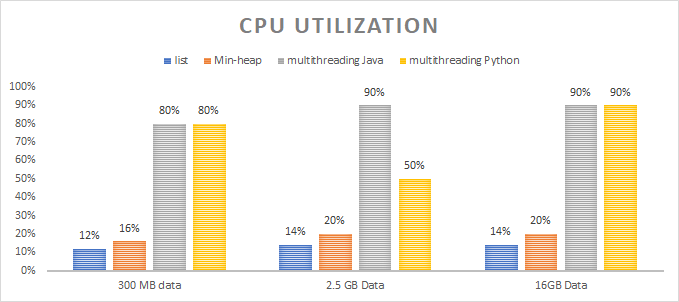 CPU UTILIZATION
list Min-heap multithreading Java multithreading Python
100%
90%
80%
70%
60%
50%
40%
30%
20%
10%
0%
12% 16% 80% 80%
14% 20% 90% 50%
14% 20% 90% 90%
300 MB data 2.5 GB Data 16GB Data